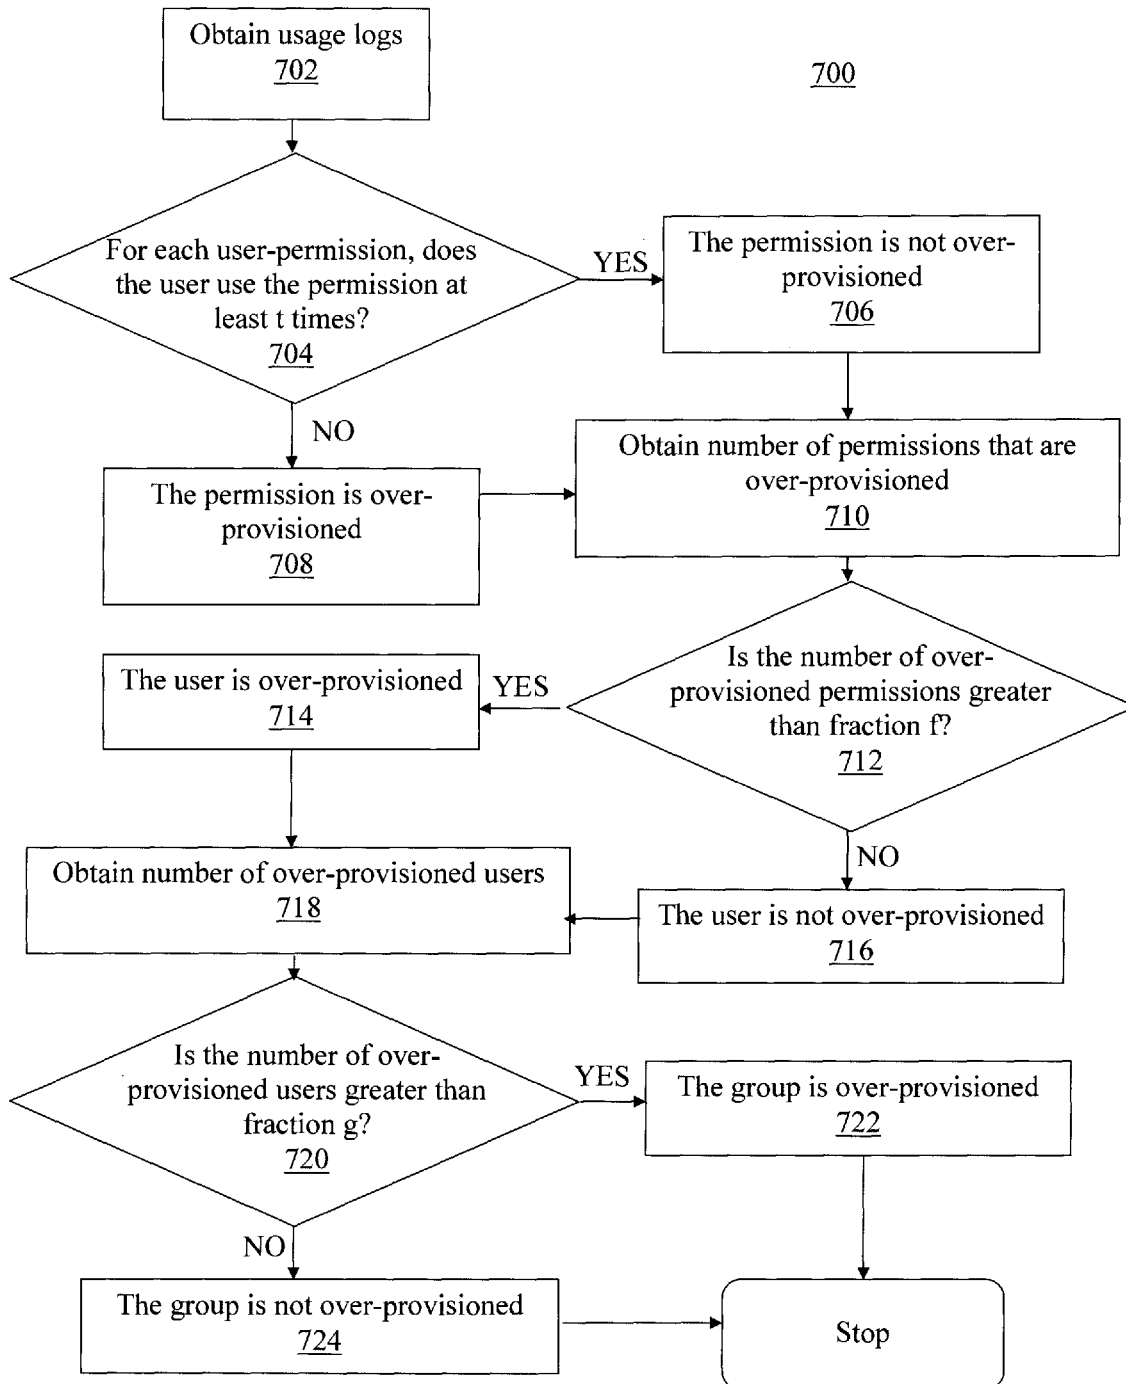 Obtain usage logs
702
700
For each user-permission, does
the user use the permission at
least t times?
704
YES
The permission is not over-
provisioned
706
NO
The permission is over-
provisioned
708
Obtain number of permissions that are
over-provisioned
710
Is the number of over-
provisioned permissions greater
than fraction f?
712
YES
The user is over-provisioned
714
NO
The user is not over-provisioned
716
Obtain number of over-provisioned users
718
Is the number of over-
provisioned users greater than
fraction g?
720
YES
The group is over-provisioned
722
NO
The group is not over-provisioned
724
Stop